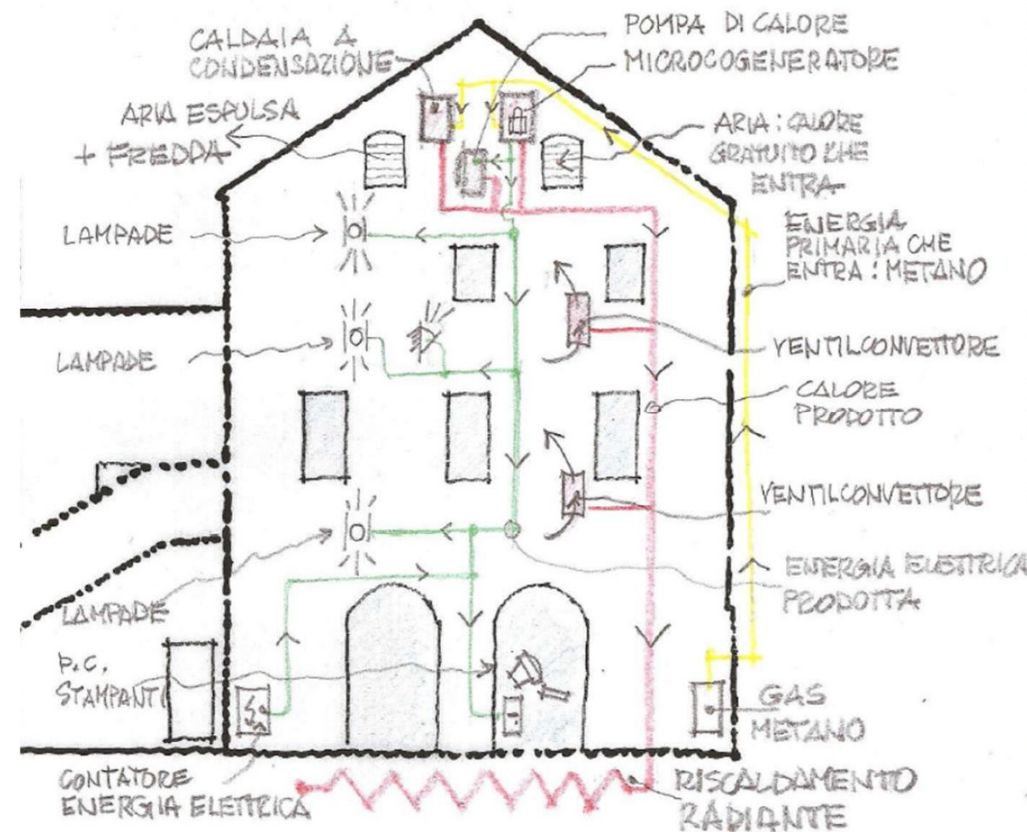 CALDAIA A
CONDENSAZIONE
POMPA DI CALORE
MICROCOGENERATORE
ARIA ESPULSA
+ FREDDA
ARIA: CALORE
GRATUITO CHE
ENTRA
LAMPADE
ENERGIA
PRIMARIA CHE
ENTRA: METANO
LAMPADE
VENTILCONVETTORE
CALORE
PRODOTTO
VENTILCONVETTORE
ENERGIA ELETTRICA
PRODOTTA
LAMPADE
P.C.
STAMPANTI
GAS
METANO
CONTATORE
ENERGIA ELETTRICA
RISCALDAMENTO
RADIANTE